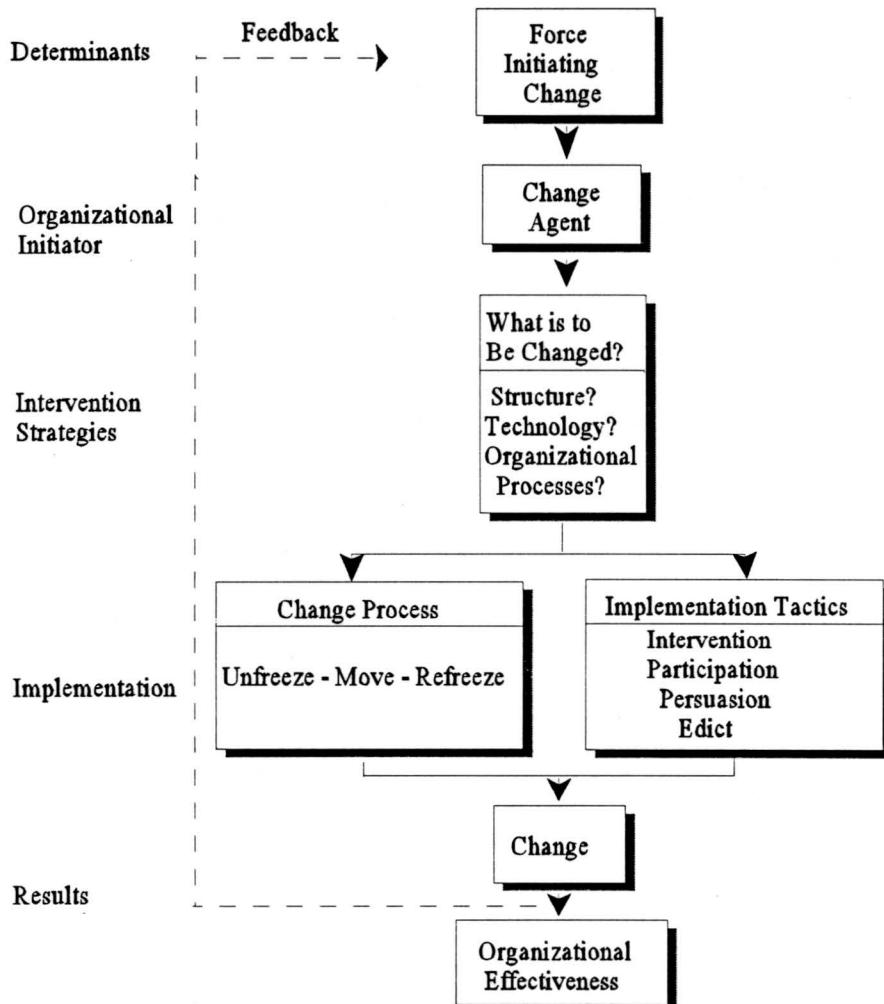 Feedback
Determinants
Force
Initiating
Change
Change
Agent
Organizational
Initiator
What is to
Be Changed?
Structure?
Technology?
Organizational
Processes?
Intervention
Strategies
Change Process
Unfreeze - Move - Refreeze
Implementation Tactics
Intervention
Participation
Persuasion
Edict
Implementation
Change
Results
Organizational
Effectiveness